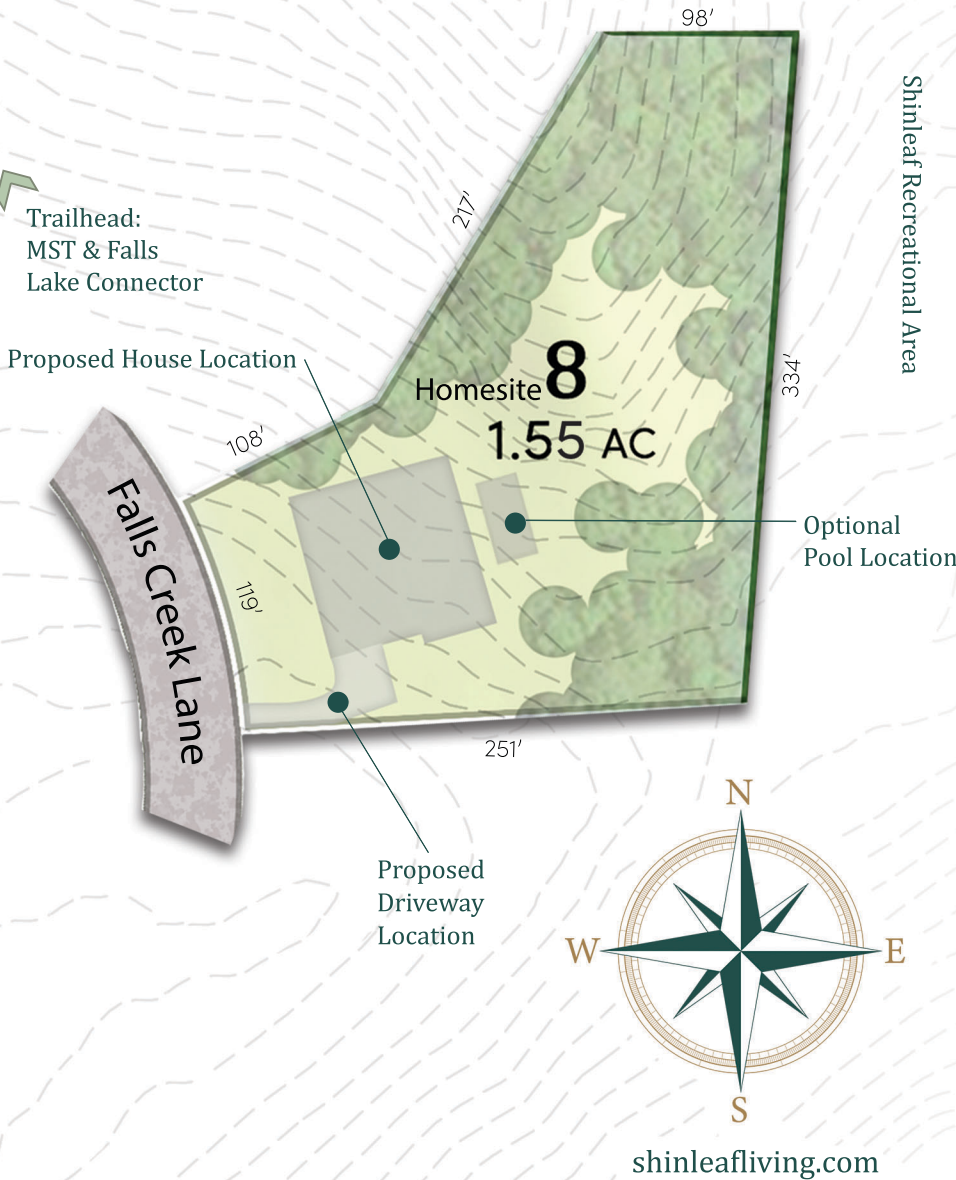 98'
Shinleaf Recreational Area
217'
Trailhead:
MST & Falls
Lake Connector
Proposed House Location
334'
Homesite 8
1.55 AC
108'
Falls Creek Lane
Optional
Pool Location
119'
251'
Proposed
Driveway
Location
N
W
E
S
shinleafliving.com